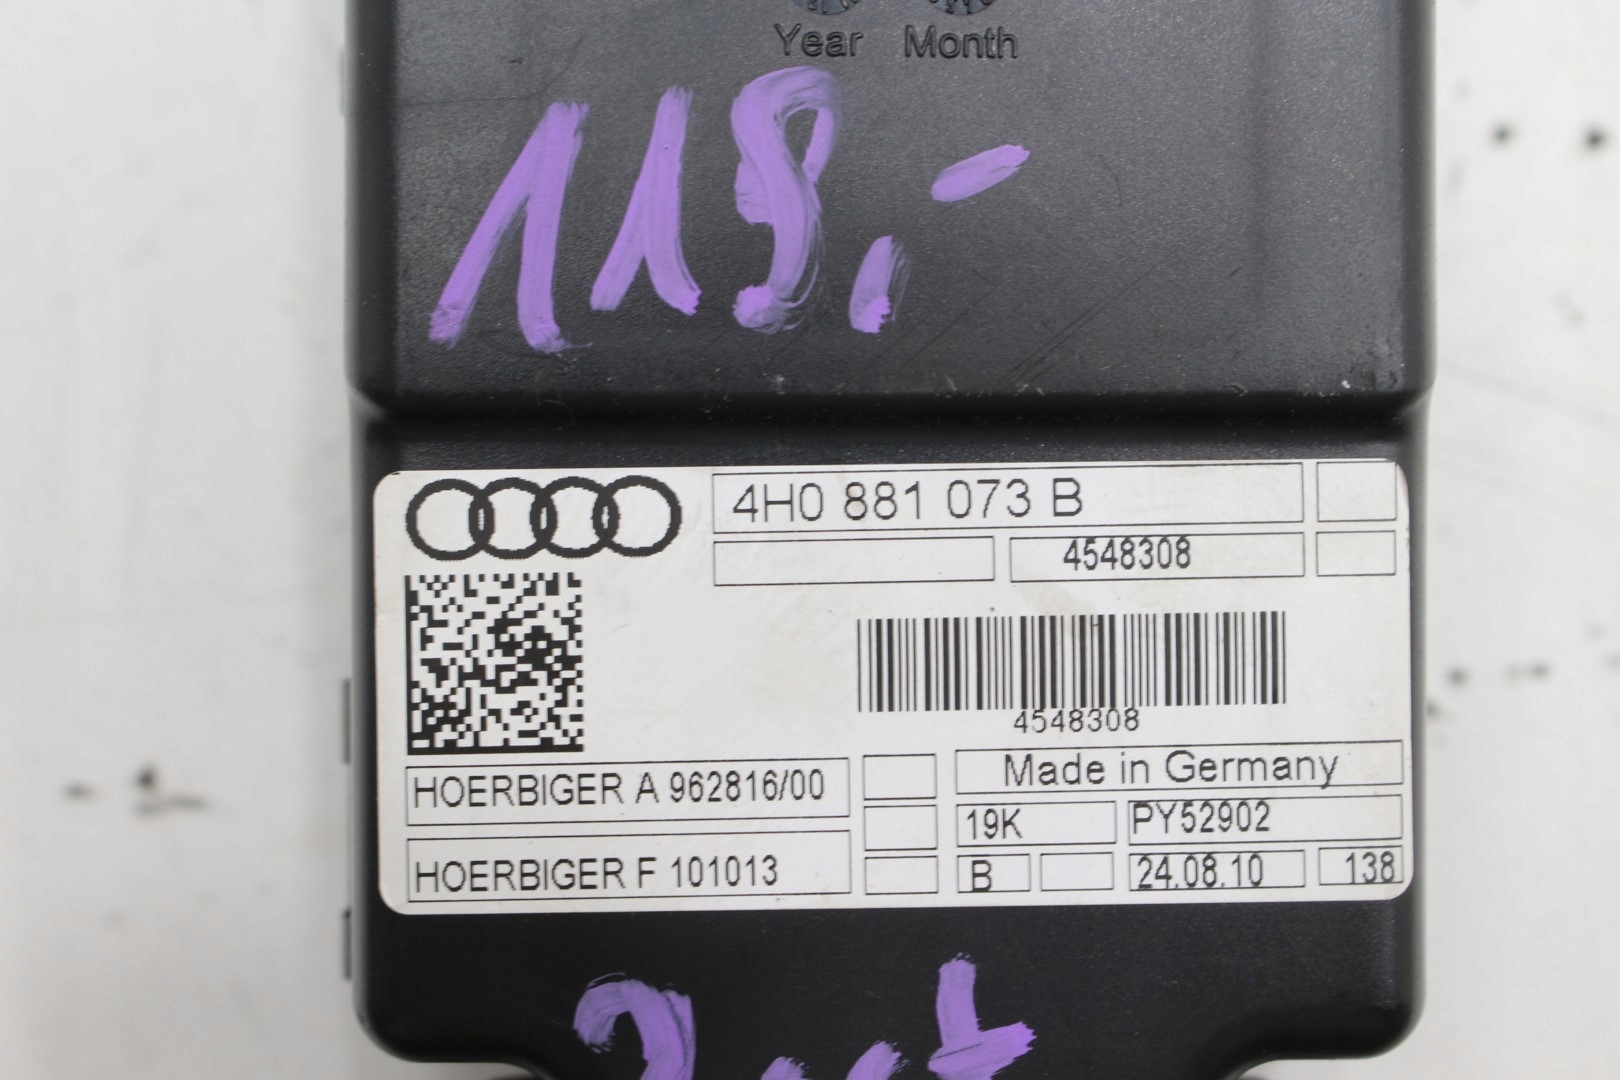 Year Month
119,-
4H0 881 073 B
4548308
4548308
HOERBIGER A 962816/00
Made in Germany
19K PY52902
HOERBIGER F 101013
B 24.08.10 138